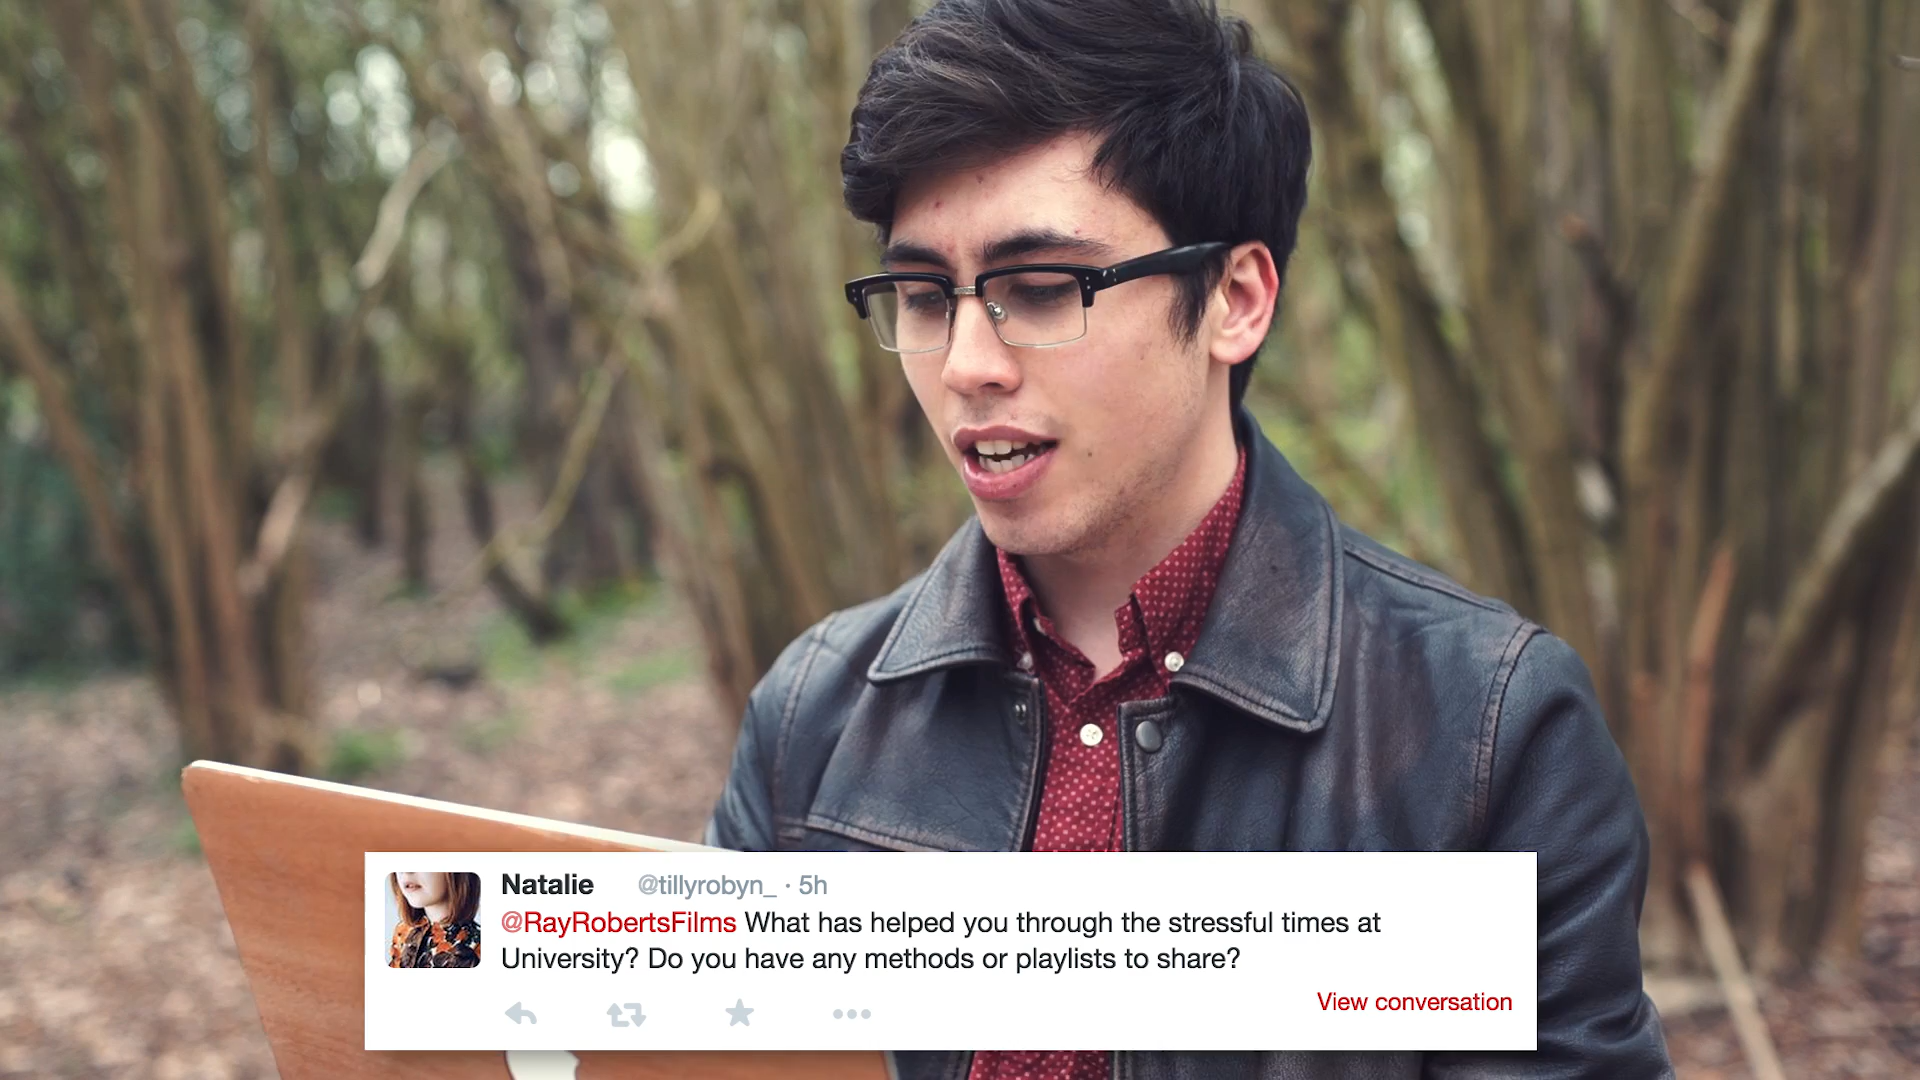 Natalie @tillyrobyn_ · 5h
@RayRobertsFilms What has helped you through the stressful times at
University? Do you have any methods or playlists to share?
View conversation